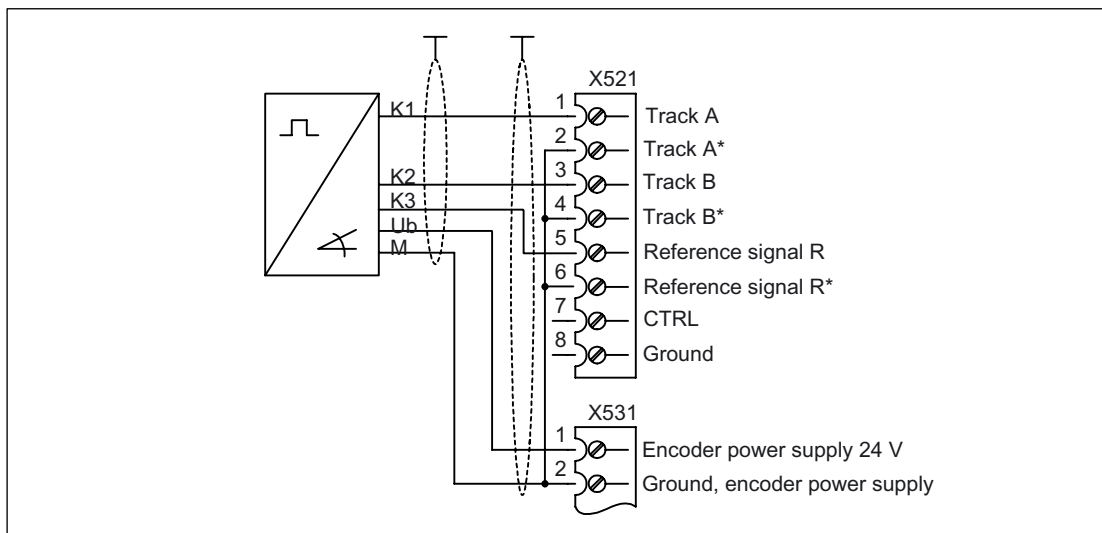 X521
K1
1
Track A
2
Track A*
K2
3
Track B
K3
4
Track B*
Ub
5
Reference signal R
M
6
Reference signal R*
7
CTRL
8
Ground
X531
1
Encoder power supply 24 V
2
Ground, encoder power supply